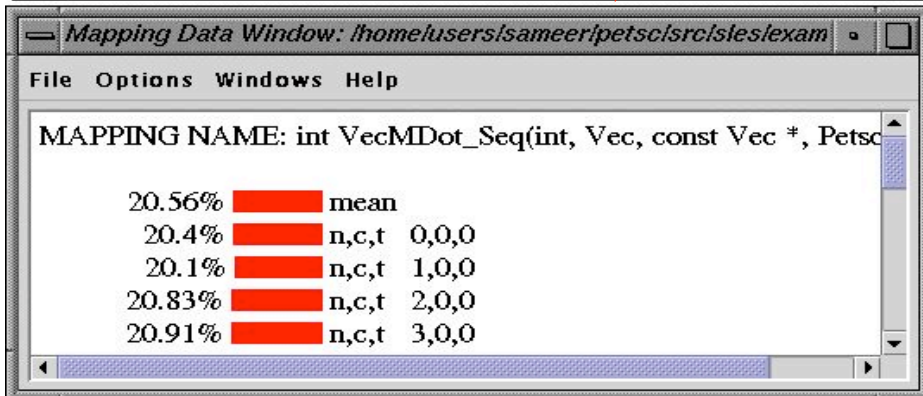 Mapping Data Window: /home/users/sameer/petsc/src/sles/exam
File Options Windows Help
MAPPING NAME: int VecMDot_Seq(int, Vec, const Vec *, Petsc
20.56% mean
20.4% n,c,t 0,0,0
20.1% n,c,t 1,0,0
20.83% n,c,t 2,0,0
20.91% n,c,t 3,0,0